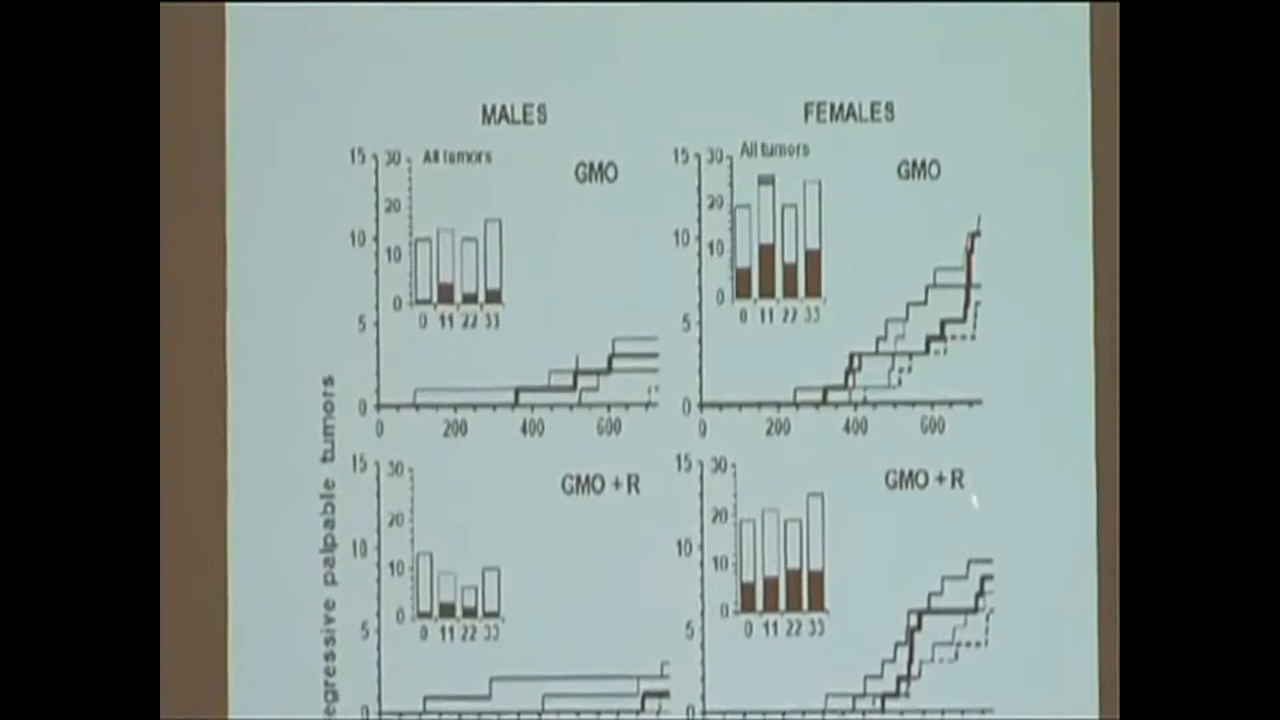 MALES FEMALES
15 30 All tumors GMO 15 30 All tumors GMO
20 20
10 10 10 10
0 0
0 11 22 33 0 11 22 33
5 5
0 0
0 200 400 600 0 200 400 600
15 30 GMO + R 15 30 GMO + R
20 20
10 10 10 10
0 0
0 11 22 33 0 11 22 33
5 5
0 0
egressive palpable tumors